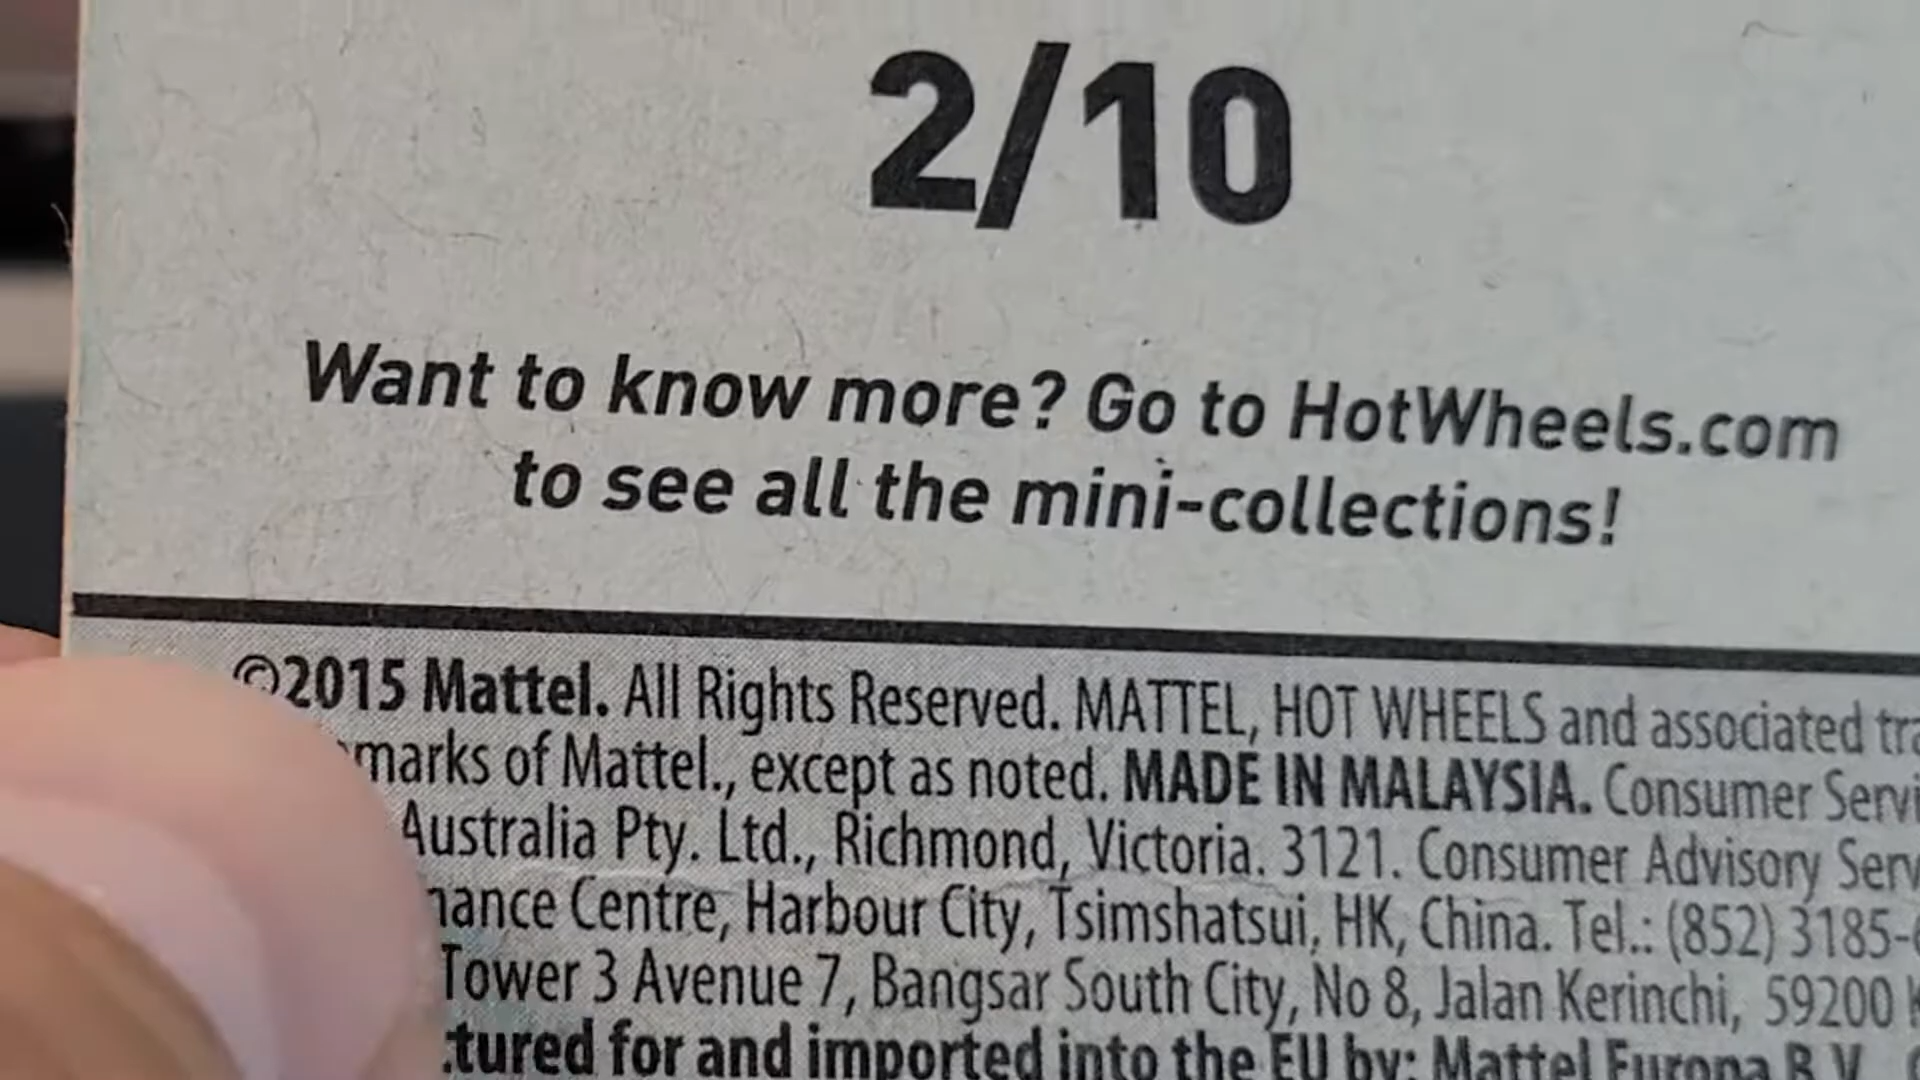 2/10
Want to know more? Go to HotWheels.com
to see all the mini-collections!
©2015 Mattel. All Rights Reserved. MATTEL, HOT WHEELS and associated
marks of Mattel., except as noted. MADE IN MALAYSIA. Consumer
Australia Pty. Ltd., Richmond, Victoria. 3121. Consumer Advisory
Centre, Harbour City, Tsimshatsui, HK, China. Tel.: (852) 3185-
Tower 3 Avenue 7, Bangsar South City, No 8, Jalan Kerinchi, 59200
for and imported into the EU by: Mattel Europa B.V.